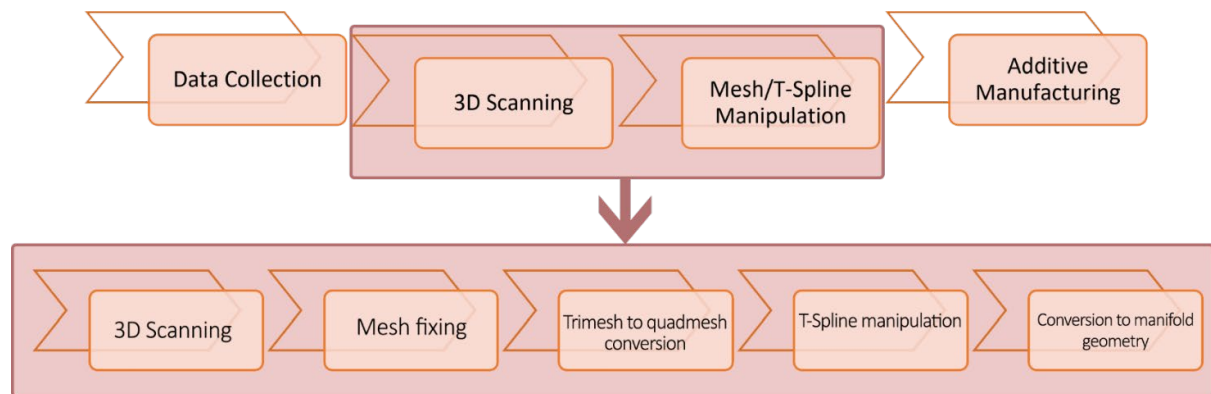 Data Collection
3D Scanning
Mesh/T-Spline
Manipulation
Additive
Manufacturing
3D Scanning
Mesh fixing
Trimesh to quadmesh
conversion
T-Spline manipulation
Conversion to manifold
geometry